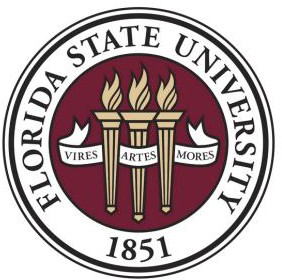 FLORIDA STATE UNIVERSITY
VIRES ARTES MORES
1851